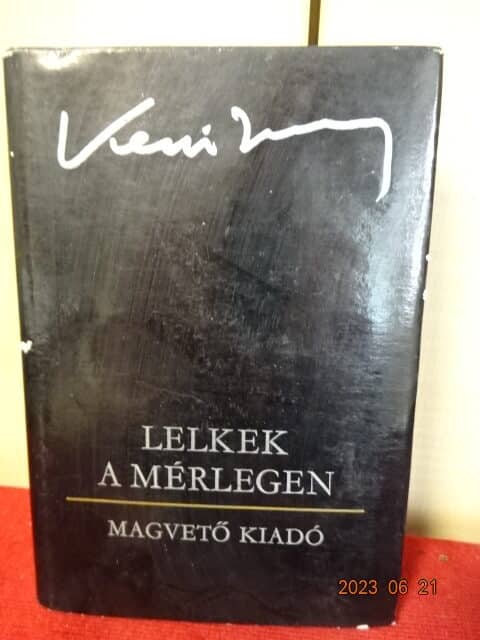 LELKEK
A MÉRLEGEN
MAGVETŐ KIADÓ
2023 06 21